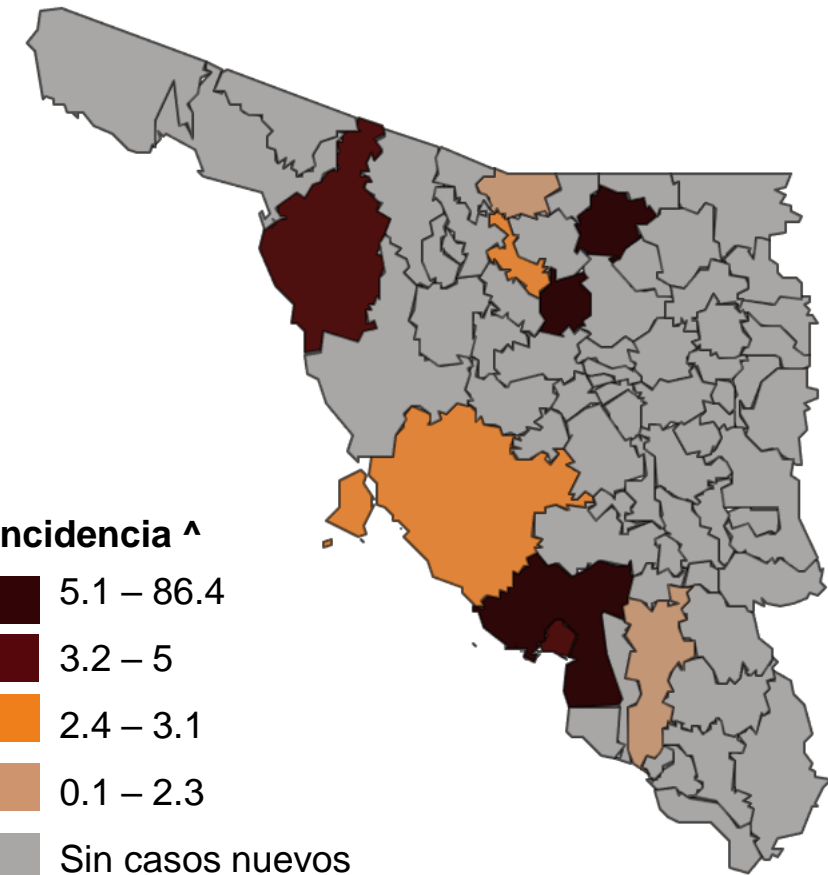 ncidencia ^
5.1 – 86.4
3.2 – 5
2.4 – 3.1
0.1 – 2.3
Sin casos nuevos